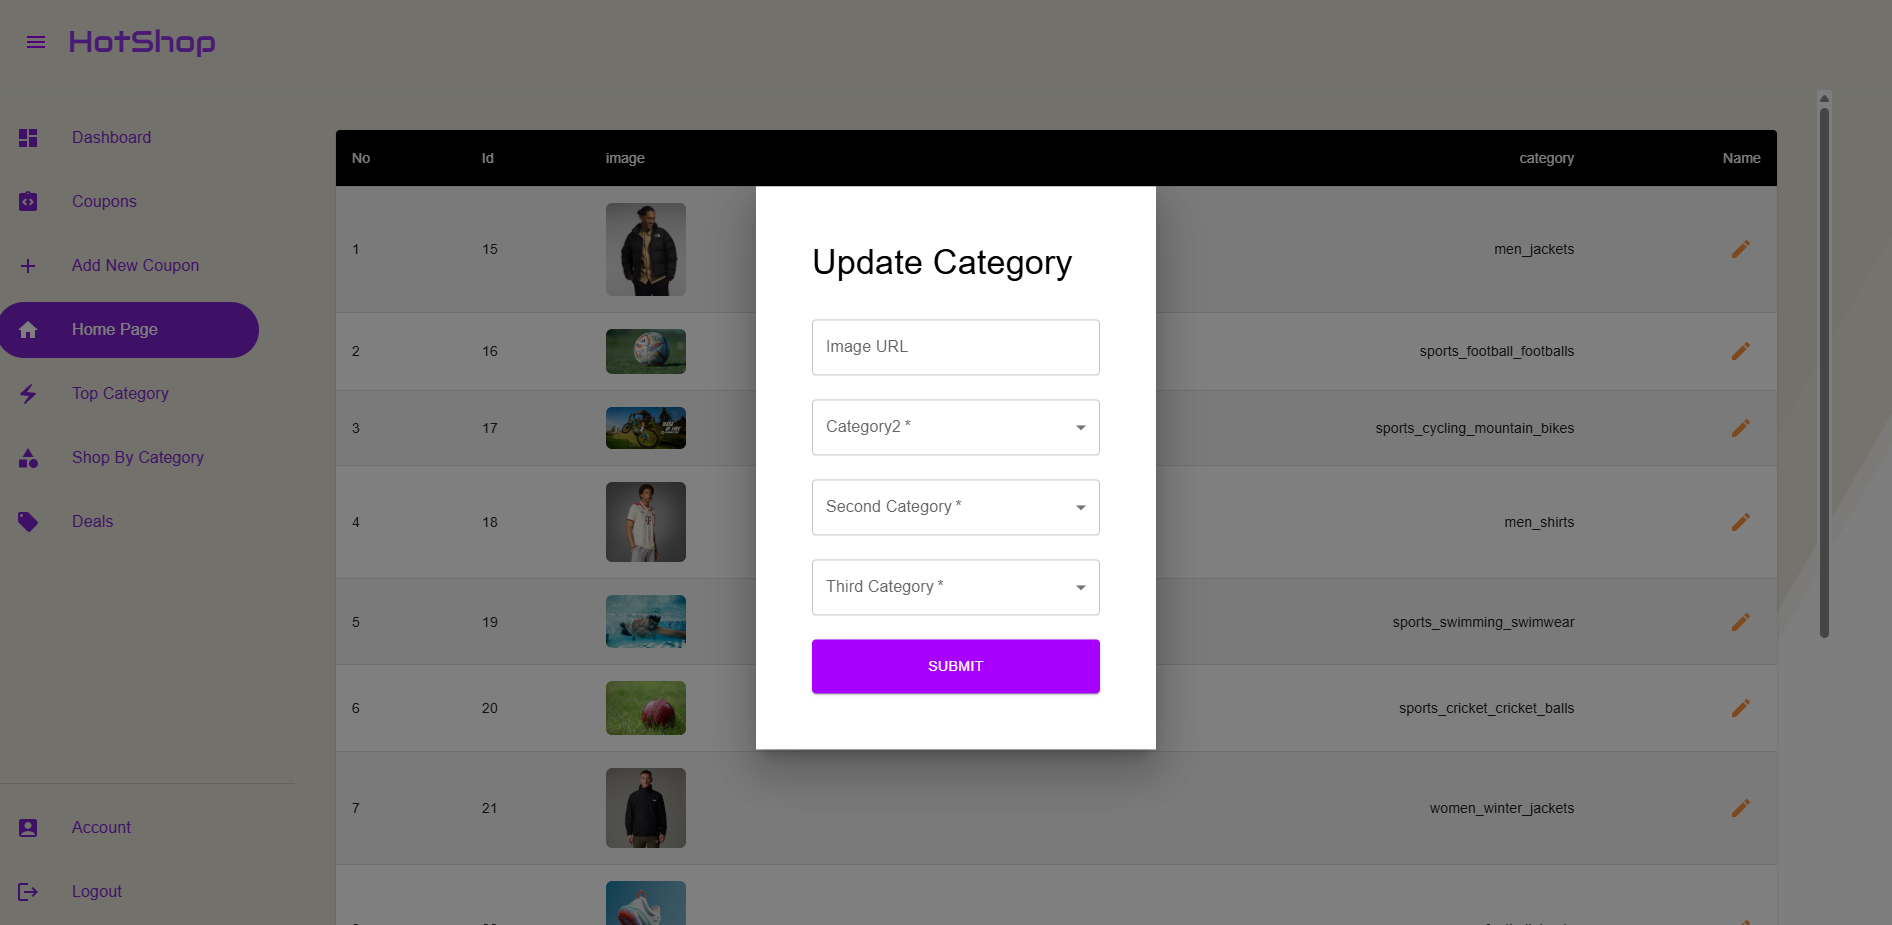 HotShop
Dashboard
Coupons
Add New Coupon
Home Page
Top Category
Shop By Category
Deals
Account
Logout
No Id image category Name
1 15 men_jackets
2 16 sports_football_footballs
3 17 sports_cycling_mountain_bikes
4 18 men_shirts
5 19 sports_swimming_swimwear
6 20 sports_cricket_cricket_balls
7 21 women_winter_jackets
Update Category
Image URL
Category2 *
Second Category *
Third Category *
SUBMIT